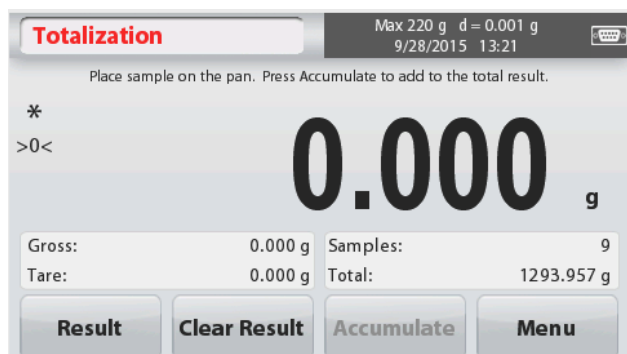 Totalization
Max 220 g d = 0.001 g
9/28/2015 13:21
Place sample on the pan. Press Accumulate to add to the total result.
*
>0<
0.000 g
Gross: 0.000 g Samples: 9
Tare: 0.000 g Total: 1293.957 g
Result Clear Result Accumulate Menu